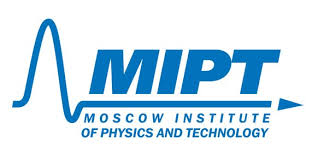 MIPT
MOSCOW INSTITUTE
OF PHYSICS AND TECHNOLOGY